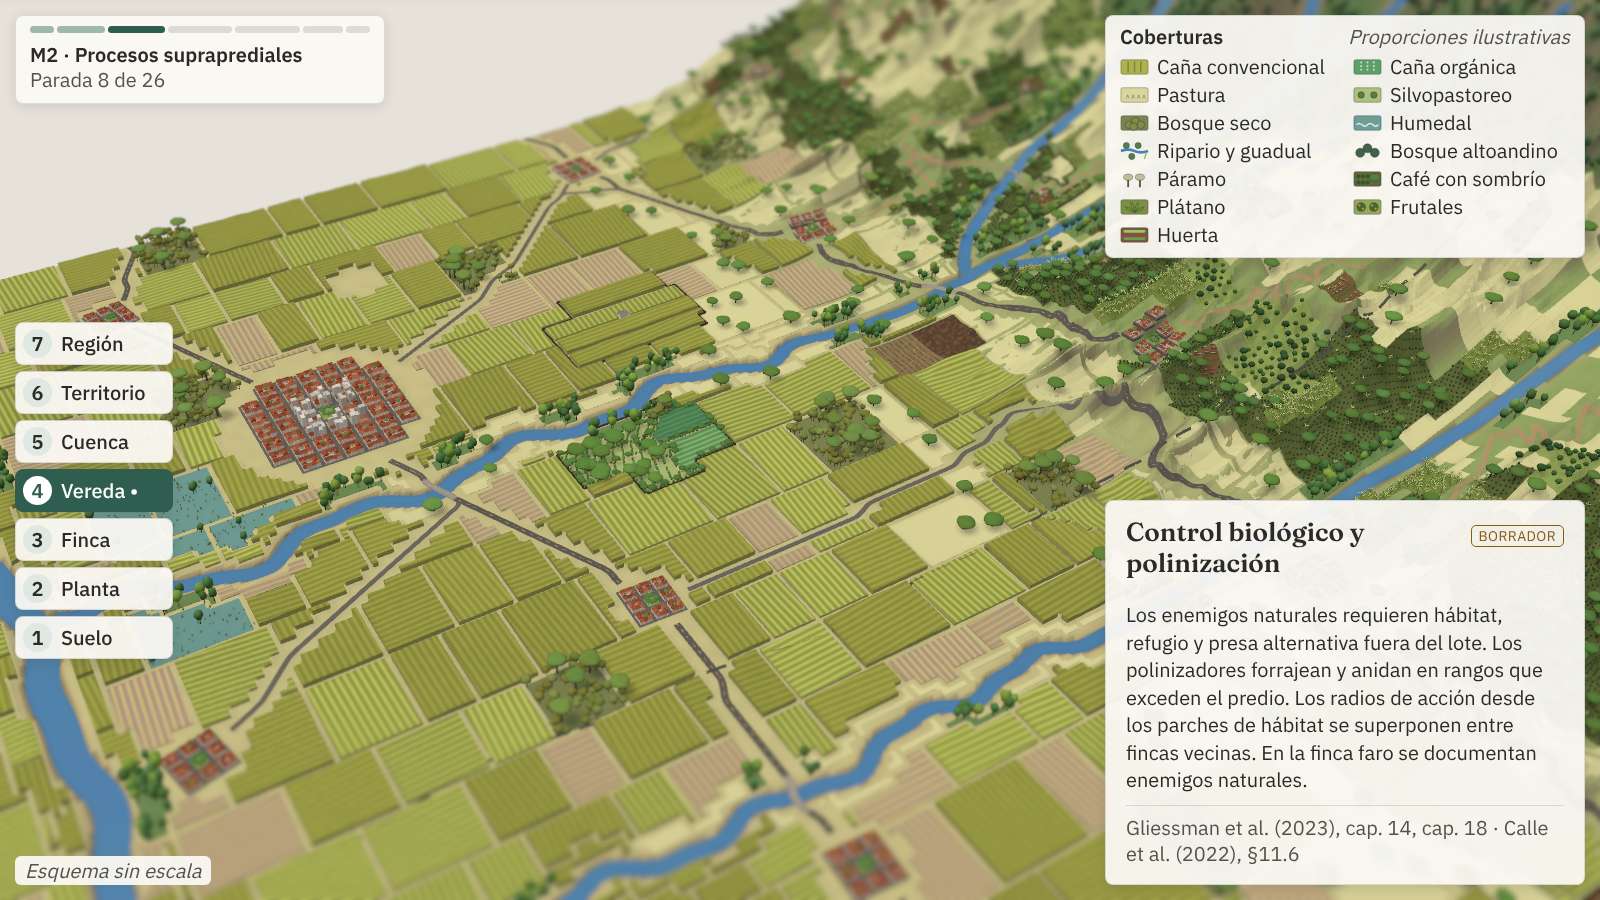 M2 · Procesos supraprediales
Parada 8 de 26
Coberturas
Proporciones ilustrativas
Caña convencional
Caña orgánica
Pastura
Silvopastoreo
Bosque seco
Humedal
Ripario y guadual
Bosque altoandino
Páramo
Café con sombrío
Plátano
Frutales
Huerta
7 Región
6 Territorio
5 Cuenca
4 Vereda •
3 Finca
2 Planta
1 Suelo
Control biológico y
polinización
BORRADOR
Los enemigos naturales requieren hábitat,
refugio y presa alternativa fuera del lote. Los
polinizadores forrajean y anidan en rangos que
exceden el predio. Los radios de acción desde
los parches de hábitat se superponen entre
fincas vecinas. En la finca faro se documentan
enemigos naturales.
Gliessman et al. (2023), cap. 14, cap. 18 · Calle
et al. (2022), §11.6
Esquema sin escala